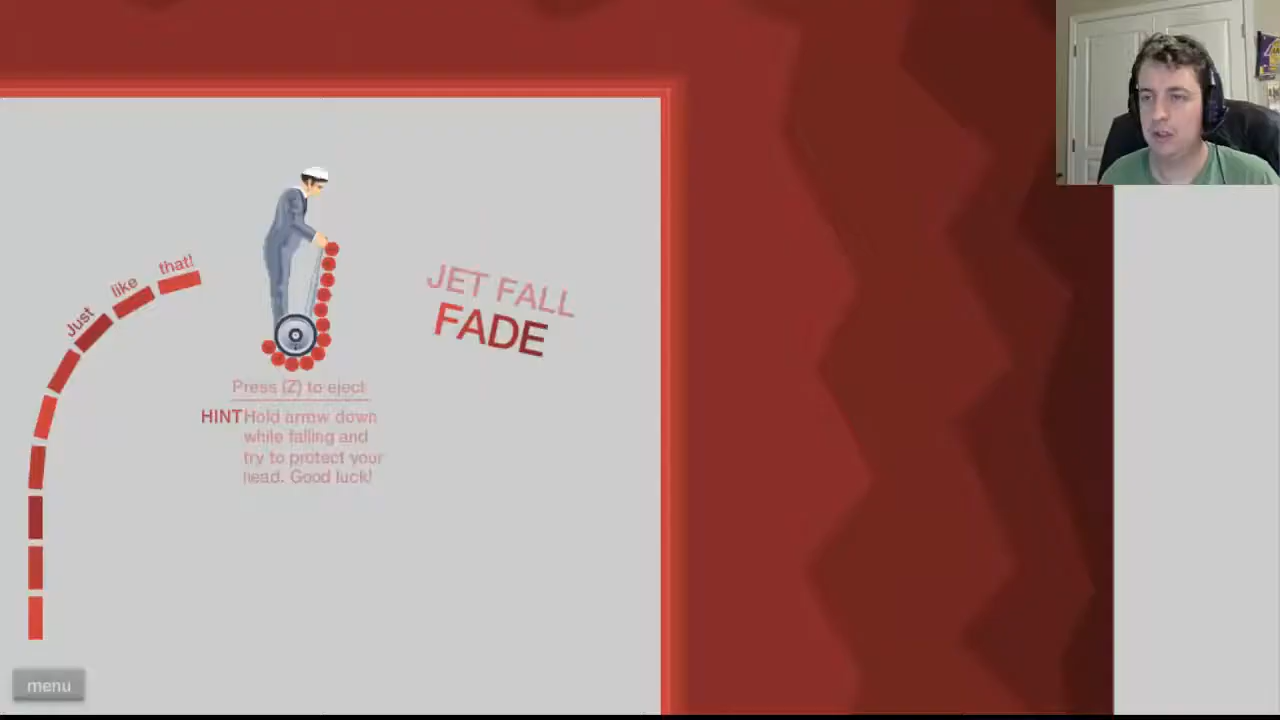 Just like that!
JET FALL
FADE
Press (Z) to eject
HINT Hold arrow down
while falling and
try to protect your
head. Good luck!
menu